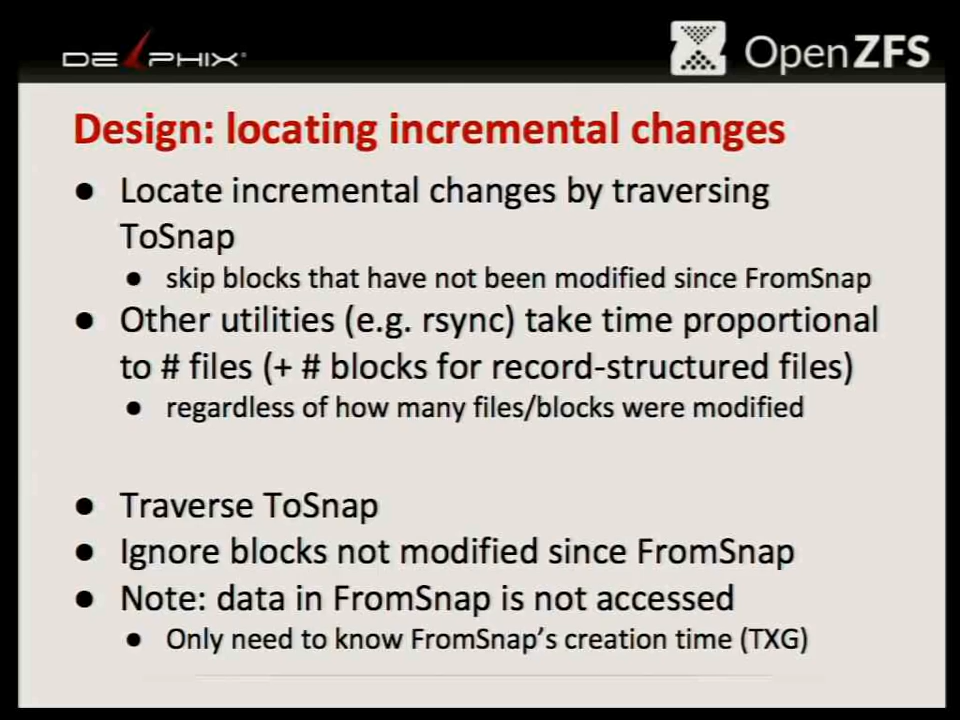 DELPHIX
OpenZFS
Design: locating incremental changes
● Locate incremental changes by traversing
ToSnap
● skip blocks that have not been modified since FromSnap
● Other utilities (e.g. rsync) take time proportional
to # files (+ # blocks for record-structured files)
● regardless of how many files/blocks were modified
● Traverse ToSnap
● Ignore blocks not modified since FromSnap
● Note: data in FromSnap is not accessed
● Only need to know FromSnap's creation time (TXG)